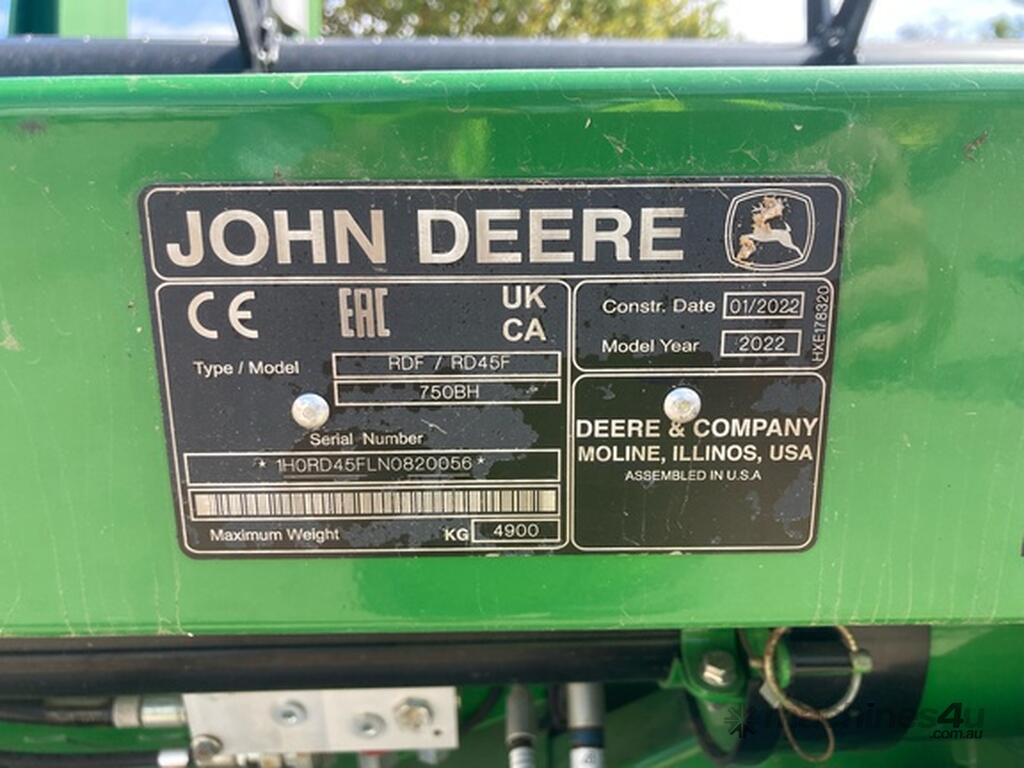 JOHN DEERE
CE EAC UK
CA
Type / Model RDF / RD45F
750BH
Serial Number
* 1H0RD45FLN0820056 *
Maximum Weight KG 4900
Constr. Date 01/2022
Model Year 2022
HXE178320
DEERE & COMPANY
MOLINE, ILLINOS, USA
ASSEMBLED IN U.S.A
machines4u
.com.au